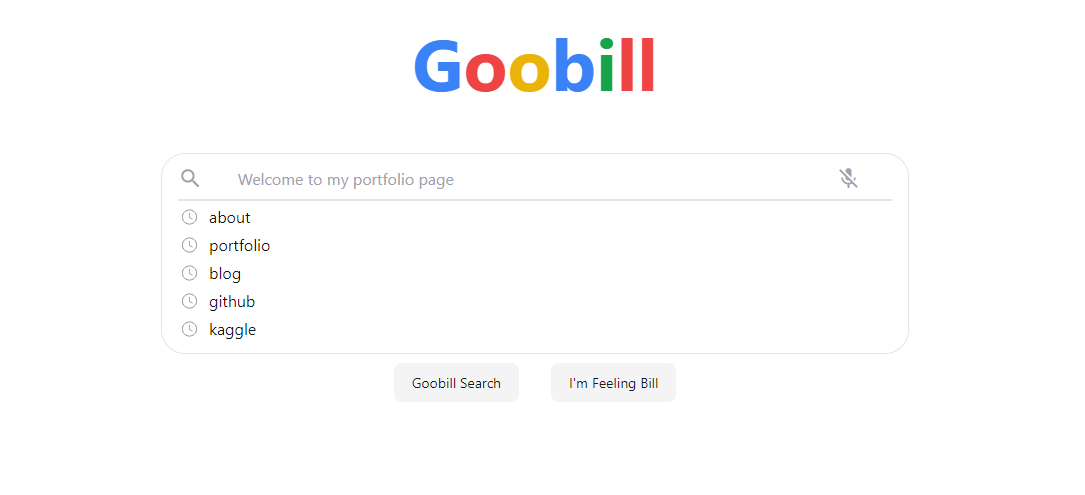 Goobill
Welcome to my portfolio page
about
portfolio
blog
github
kaggle
Goobill Search
I'm Feeling Bill